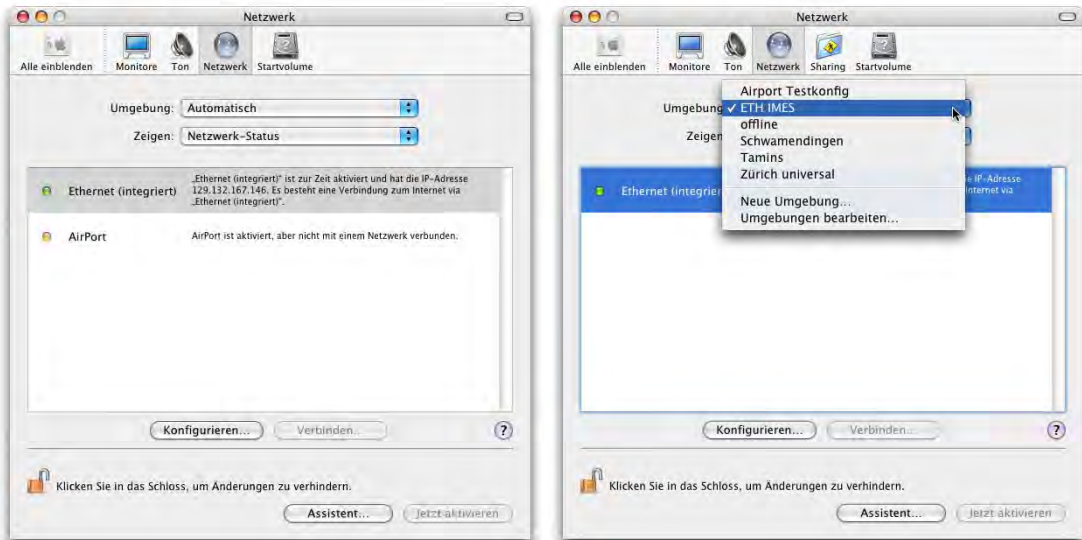 Netzwerk
Alle einblenden Monitore Ton Netzwerk Startvolume
Umgebung: Automatisch
Zeigen: Netzwerk-Status
Ethernet (integriert)
„Ethernet (integriert)“ ist zur Zeit aktiviert und hat die IP-Adresse
129.132.167.146. Es besteht eine Verbindung zum Internet via
„Ethernet (integriert)“.
AirPort AirPort ist aktiviert, aber nicht mit einem Netzwerk verbunden.
Konfigurieren... Verbinden... ?
Klicken Sie in das Schloss, um Änderungen zu verhindern.
Assistent... Jetzt aktivieren
Netzwerk
Alle einblenden Monitore Ton Netzwerk Sharing Startvolume
Umgebung
Airport Testkonfig
✓ ETH IMES
offline
Schwamendingen
Tamins
Zürich universal
Neue Umgebung...
Umgebungen bearbeiten...
Zeigen
Ethernet (integrier
ie IP-Adresse
nternet via
Konfigurieren... Verbinden... ?
Klicken Sie in das Schloss, um Änderungen zu verhindern.
Assistent... Jetzt aktivieren